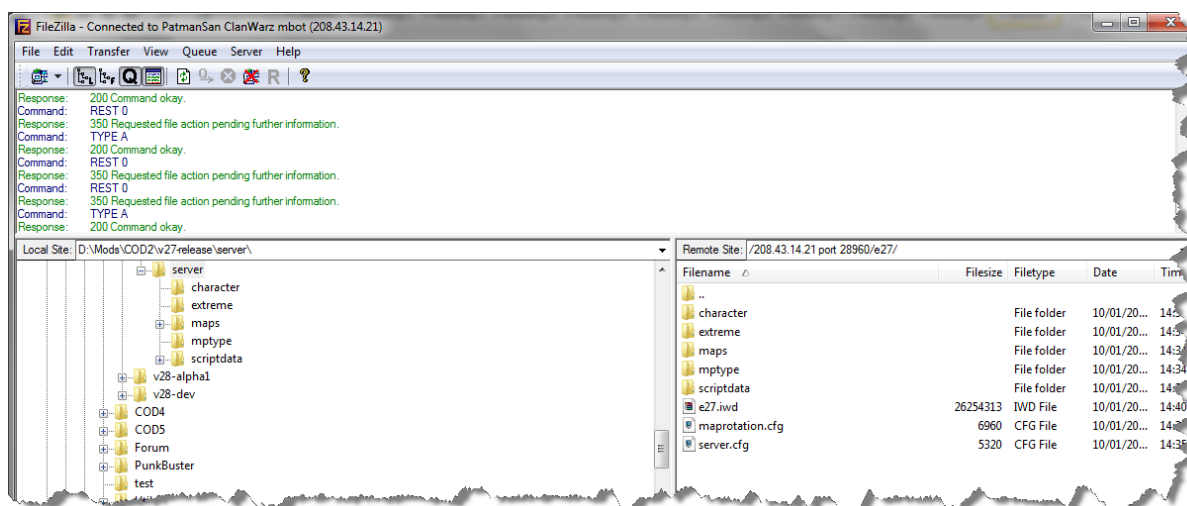 FileZilla - Connected to PatmanSan ClanWarz mbot (208.43.14.21)
File Edit Transfer View Queue Server Help
Response: 200 Command okay.
Command: REST 0
Response: 350 Requested file action pending further information.
Command: TYPE A
Response: 200 Command okay.
Command: REST 0
Response: 350 Requested file action pending further information.
Command: REST 0
Response: 350 Requested file action pending further information.
Command: TYPE A
Response: 200 Command okay.
Local Site: D:\Mods\COD2\v27-release\server\
server
character
extreme
maps
mptype
scriptdata
v28-alpha1
v28-dev
COD4
COD5
Forum
PunkBuster
test
Remote Site: /208.43.14.21 port 28960/e27/
Filename Filesize Filetype Date Tim
..
character File folder 10/01/20...
extreme File folder 10/01/20...
maps File folder 10/01/20...
mptype File folder 10/01/20... 14:34
scriptdata File folder 10/01/20...
e27.iwd 26254313 IWD File 10/01/20... 14:40
maprotation.cfg 6960 CFG File 10/01/20...
server.cfg 5320 CFG File 10/01/20... 14:35